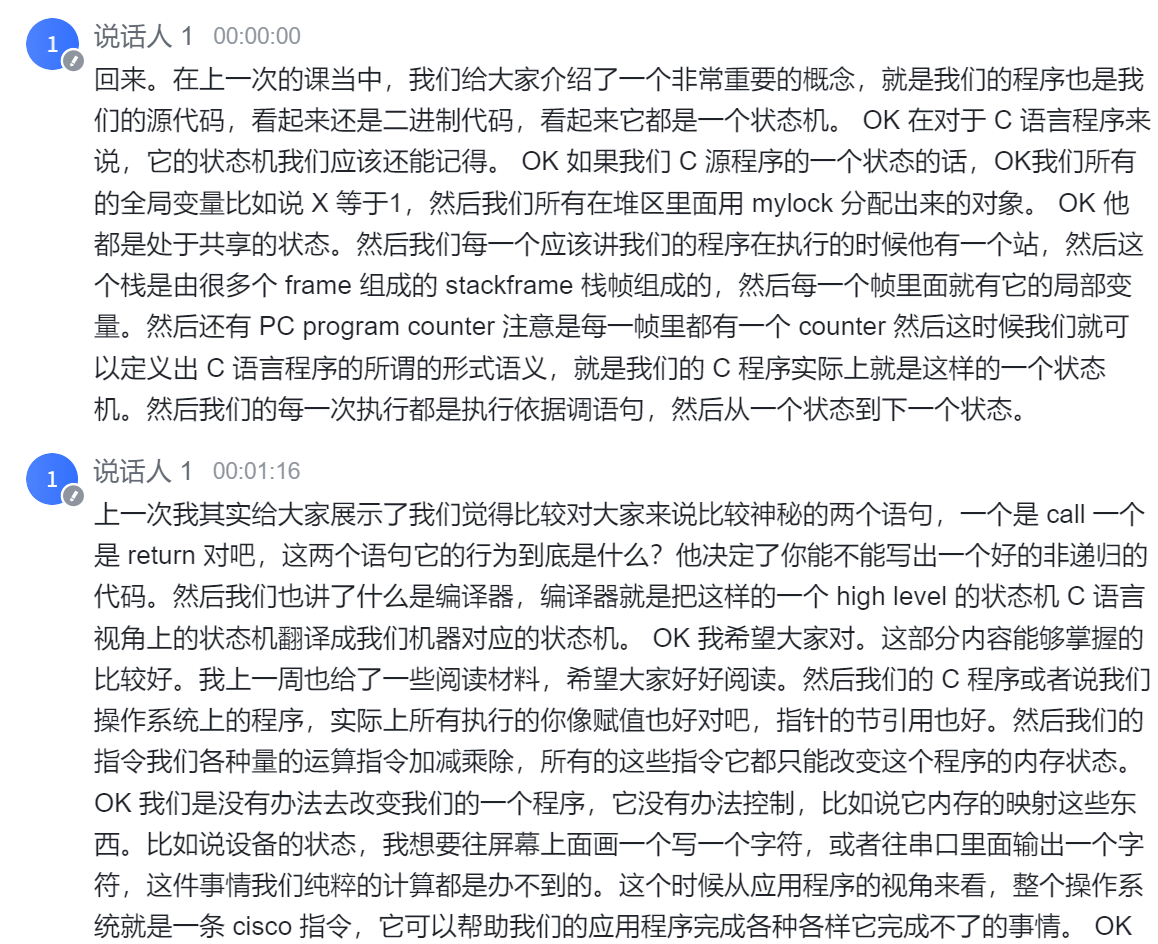 1 说话人 1 00:00:00
回来。在上一次的课当中，我们给大家介绍了一个非常重要的概念，就是我们的程序也是我
们的源代码，看起来还是二进制代码，看起来它都是一个状态机。 OK 在对于 C 语言程序来
说，它的状态机我们应该还能记得。 OK 如果我们 C 源程序的一个状态的话，OK我们所有
的全局变量比如说 X 等于1，然后我们所有在堆区里面用 mylock 分配出来的对象。 OK 他
都是处于共享的状态。然后我们每一个应该讲我们的程序在执行的时候他有一个站，然后这
个栈是由很多个 frame 组成的 stackframe 栈帧组成的，然后每一个帧里面就有它的局部变
量。然后还有 PC program counter 注意是每一帧里都有一个 counter 然后这时候我们就可
以定义出 C 语言程序的所谓的形式语义，就是我们的 C 程序实际上就是这样的一个状态
机。然后我们的每一次执行都是执行依据调语句，然后从一个状态到下一个状态。
1 说话人 1 00:01:16
上一次我其实给大家展示了我们觉得比较对大家来说比较神秘的两个语句，一个是 call 一个
是 return 对吧，这两个语句它的行为到底是什么？他决定了你能不能写出一个好的非递归的
代码。然后我们也讲了什么是编译器，编译器就是把这样的一个 high level 的状态机 C 语言
视角上的状态机翻译成我们机器对应的状态机。 OK 我希望大家对。这部分内容能够掌握的
比较好。我上一周也给了一些阅读材料，希望大家好好阅读。然后我们的 C 程序或者说我们
操作系统上的程序，实际上所有执行的你像赋值也好对吧，指针的节引用也好。然后我们的
指令我们各种量的运算指令加减乘除，所有的这些指令它都只能改变这个程序的内存状态。
OK 我们是没有办法去改变我们的一个程序，它没有办法控制，比如说它内存的映射这些东
西。比如说设备的状态，我想要往屏幕上面画一个写一个字符，或者往串口里面输出一个字
符，这件事情我们纯粹的计算都是办不到的。这个时候从应用程序的视角来看，整个操作系
统就是一条 cisco 指令，它可以帮助我们的应用程序完成各种各样它完成不了的事情。 OK